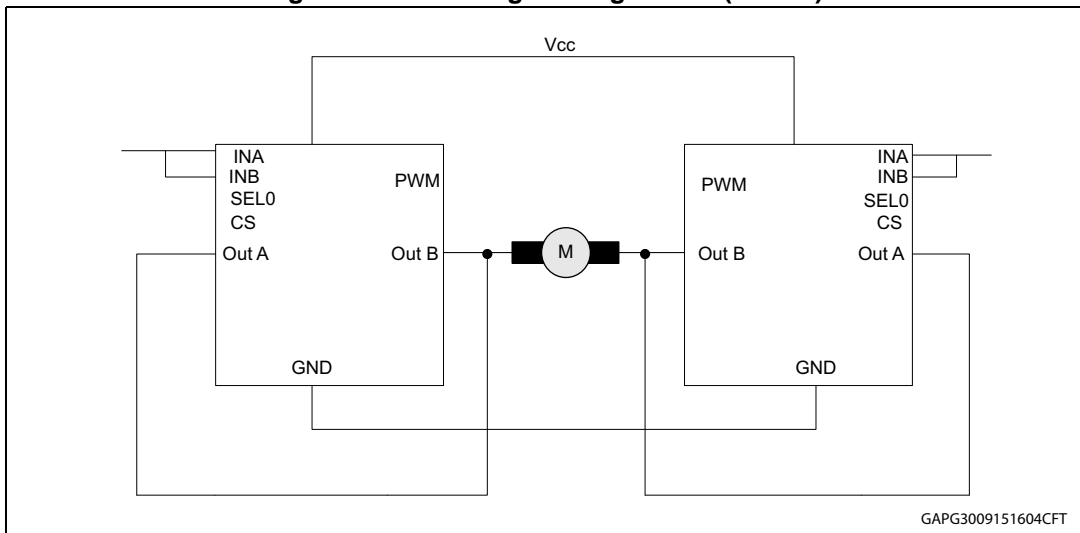 Vcc
INA
INB
SEL0
CS
PWM
Out A
Out B
GND
M
INA
INB
SEL0
CS
PWM
Out B
Out A
GND
GAPG3009151604CFT